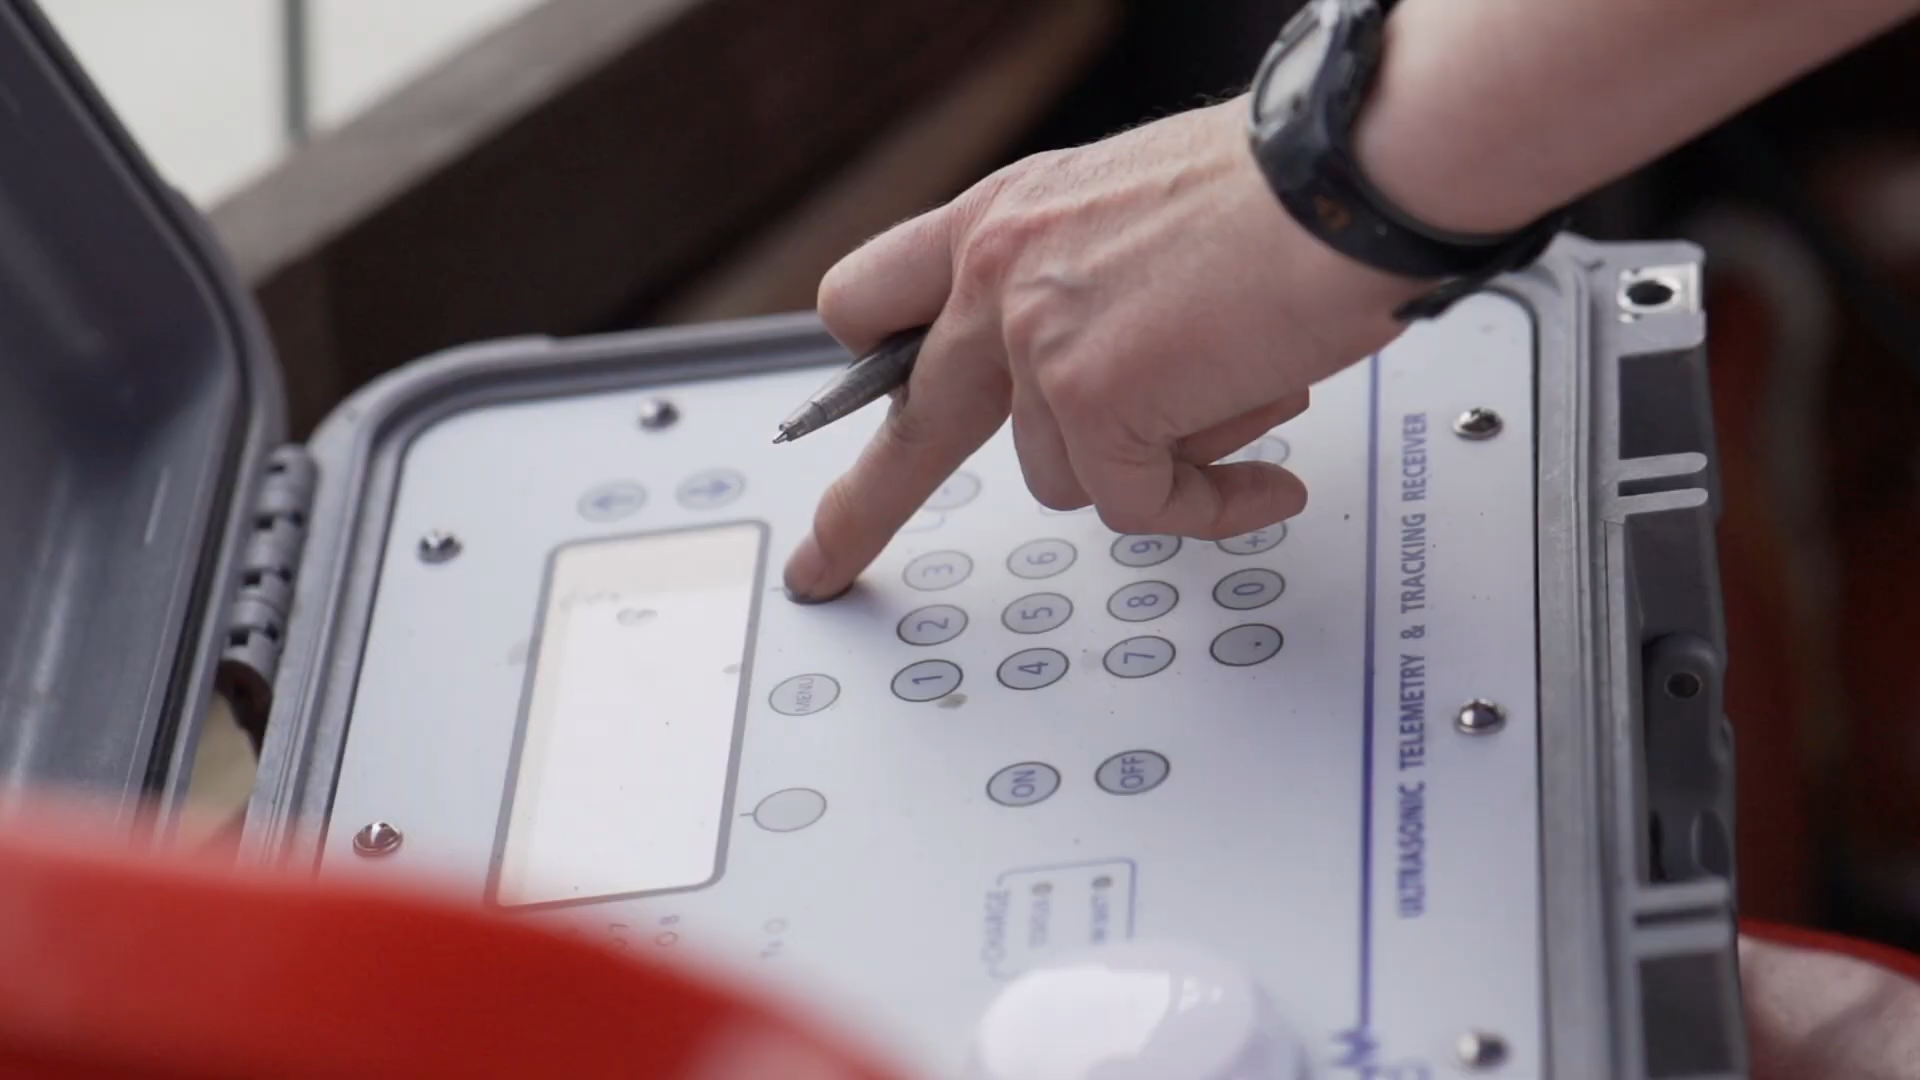 ULTRASONIC TELEMETRY & TRACKING RECEIVER
MENU
1 2 3
4 5 6
7 8 9
. 0 +
ON
OFF
CHARGE